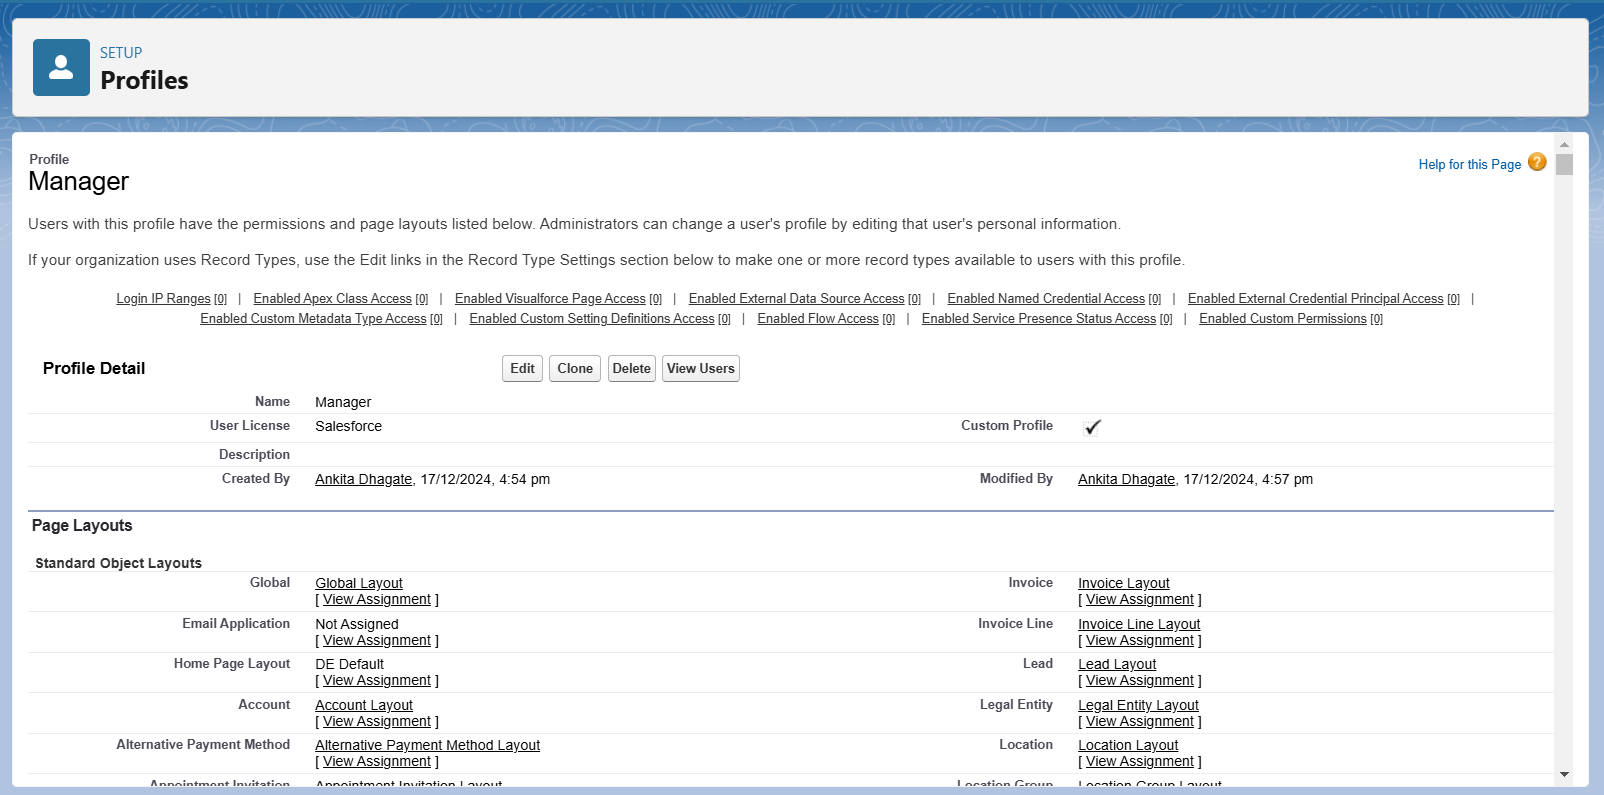 SETUP
Profiles
Profile
Manager
Help for this Page ?
Users with this profile have the permissions and page layouts listed below. Administrators can change a user's profile by editing that user's personal information.
If your organization uses Record Types, use the Edit links in the Record Type Settings section below to make one or more record types available to users with this profile.
Login IP Ranges [0] | Enabled Apex Class Access [0] | Enabled Visualforce Page Access [0] | Enabled External Data Source Access [0] | Enabled Named Credential Access [0] | Enabled External Credential Principal Access [0] |
Enabled Custom Metadata Type Access [0] | Enabled Custom Setting Definitions Access [0] | Enabled Flow Access [0] | Enabled Service Presence Status Access [0] | Enabled Custom Permissions [0]
Profile Detail Edit Clone Delete View Users
Name Manager
User License Salesforce Custom Profile
Description
Created By Ankita Dhagate, 17/12/2024, 4:54 pm Modified By Ankita Dhagate, 17/12/2024, 4:57 pm
Page Layouts
Standard Object Layouts
Global Global Layout Invoice Invoice Layout
[ View Assignment ] [ View Assignment ]
Email Application Not Assigned Invoice Line Invoice Line Layout
[ View Assignment ] [ View Assignment ]
Home Page Layout DE Default Lead Lead Layout
[ View Assignment ] [ View Assignment ]
Account Account Layout Legal Entity Legal Entity Layout
[ View Assignment ] [ View Assignment ]
Alternative Payment Method Alternative Payment Method Layout Location Location Layout
[ View Assignment ] [ View Assignment ]
Appointment Invitation Appointment Invitation Layout Location Group Location Group Layout